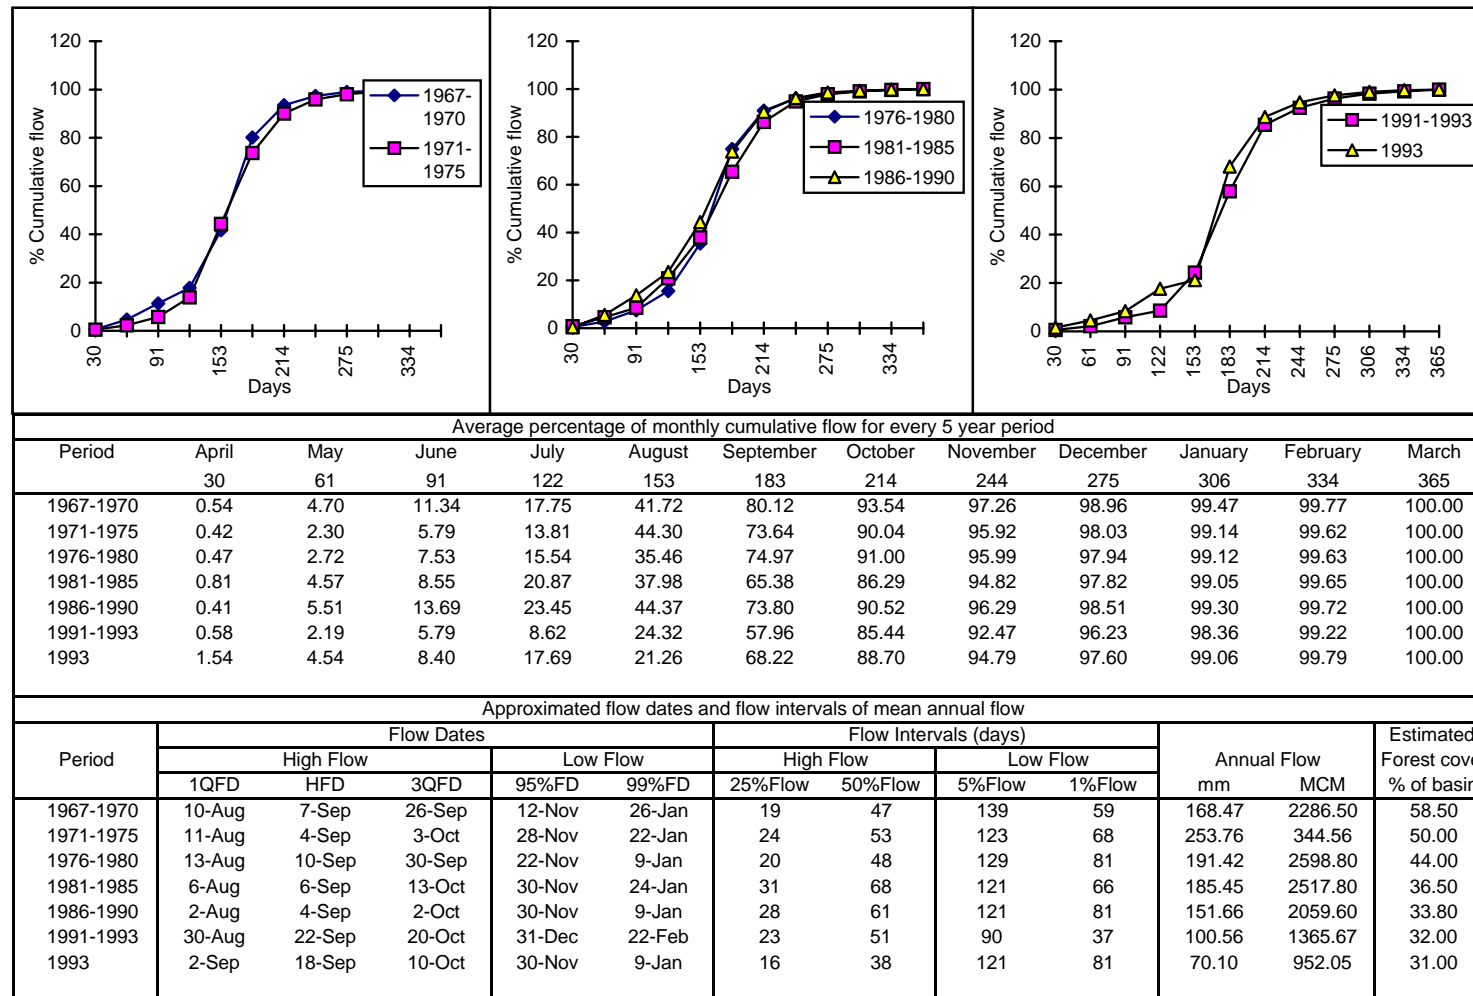 120
100
80
60
40
20
0
% Cumulative flow
30
91
153
214
275
334
Days
1967-
1970
1971-
1975
120
100
80
60
40
20
0
% Cumulative flow
30
91
153
214
275
334
Days
1976-1980
1981-1985
1986-1990
120
100
80
60
40
20
0
% Cumulative flow
30
61
91
122
153
183
214
244
275
306
334
365
Days
1991-1993
1993
Average percentage of monthly cumulative flow for every 5 year period
Period April May June July August September October November December January February March
30 61 91 122 153 183 214 244 275 306 334 365
1967-1970 0.54 4.70 11.34 17.75 41.72 80.12 93.54 97.26 98.96 99.47 99.77 100.00
1971-1975 0.42 2.30 5.79 13.81 44.30 73.64 90.04 95.92 98.03 99.14 99.62 100.00
1976-1980 0.47 2.72 7.53 15.54 35.46 74.97 91.00 95.99 97.94 99.12 99.63 100.00
1981-1985 0.81 4.57 8.55 20.87 37.98 65.38 86.29 94.82 97.82 99.05 99.65 100.00
1986-1990 0.41 5.51 13.69 23.45 44.37 73.80 90.52 96.29 98.51 99.30 99.72 100.00
1991-1993 0.58 2.19 5.79 8.62 24.32 57.96 85.44 92.47 96.23 98.36 99.22 100.00
1993 1.54 4.54 8.40 17.69 21.26 68.22 88.70 94.79 97.60 99.06 99.79 100.00
Approximated flow dates and flow intervals of mean annual flow
Flow Dates Flow Intervals (days) Estimated
Period High Flow Low Flow High Flow Low Flow Annual Flow Forest cove
1QFD HFD 3QFD 95%FD 99%FD 25%Flow 50%Flow 5%Flow 1%Flow mm MCM % of basin
1967-1970 10-Aug 7-Sep 26-Sep 12-Nov 26-Jan 19 47 139 59 168.47 2286.50 58.50
1971-1975 11-Aug 4-Sep 3-Oct 28-Nov 22-Jan 24 53 123 68 253.76 344.56 50.00
1976-1980 13-Aug 10-Sep 30-Sep 22-Nov 9-Jan 20 48 129 81 191.42 2598.80 44.00
1981-1985 6-Aug 6-Sep 13-Oct 30-Nov 24-Jan 31 68 121 66 185.45 2517.80 36.50
1986-1990 2-Aug 4-Sep 2-Oct 30-Nov 9-Jan 28 61 121 81 151.66 2059.60 33.80
1991-1993 30-Aug 22-Sep 20-Oct 31-Dec 22-Feb 23 51 90 37 100.56 1365.67 32.00
1993 2-Sep 18-Sep 10-Oct 30-Nov 9-Jan 16 38 121 81 70.10 952.05 31.00